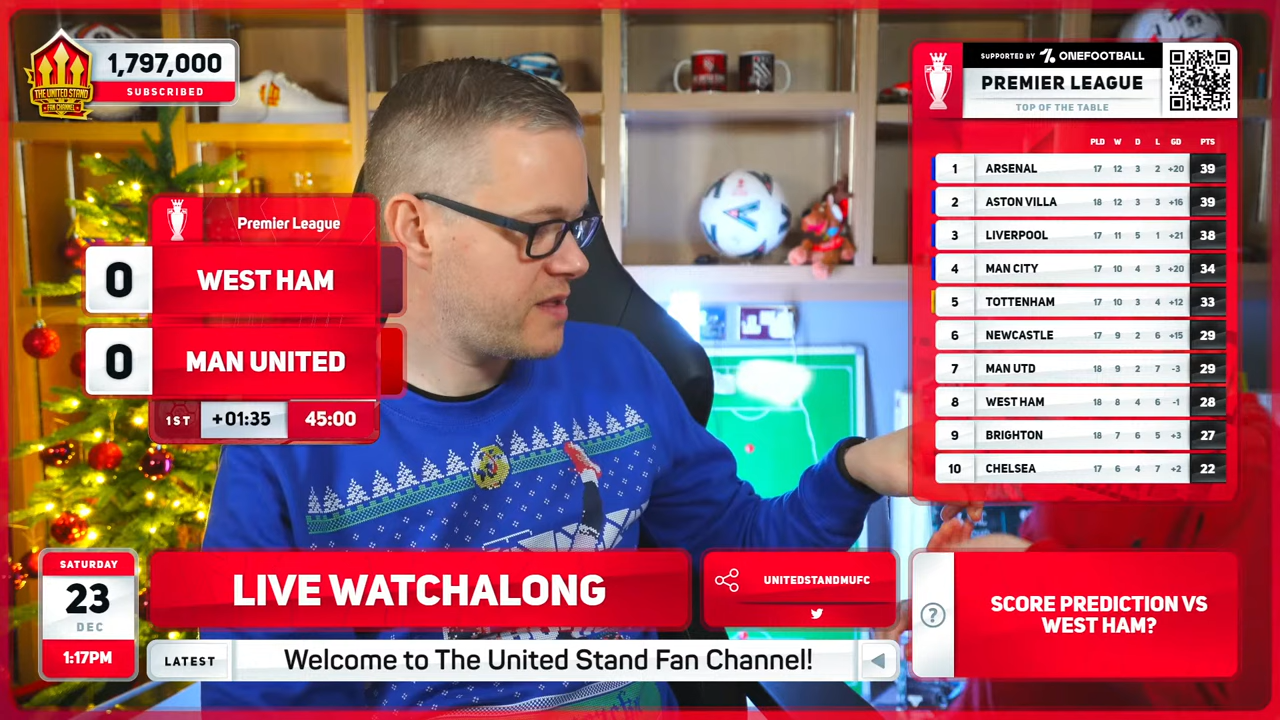 THE UNITED STAND
FAN CHANNEL
1,797,000
SUBSCRIBED
Premier League
0 WEST HAM
0 MAN UNITED
1ST +01:35 45:00
SUPPORTED BY ONEFOOTBALL
PREMIER LEAGUE
TOP OF THE TABLE
PLD W D L GD PTS
1 ARSENAL 17 12 3 2 +20 39
2 ASTON VILLA 18 12 3 3 +16 39
3 LIVERPOOL 17 11 5 1 +21 38
4 MAN CITY 17 10 4 3 +20 34
5 TOTTENHAM 17 10 3 4 +12 33
6 NEWCASTLE 17 9 2 6 +15 29
7 MAN UTD 18 9 2 7 -3 29
8 WEST HAM 18 8 4 6 -1 28
9 BRIGHTON 18 7 6 5 +3 27
10 CHELSEA 17 6 4 7 +2 22
SATURDAY
23
DEC
1:17PM
LIVE WATCHALONG
UNITEDSTANDMUFC
LATEST Welcome to The United Stand Fan Channel!
?
SCORE PREDICTION VS
WEST HAM?